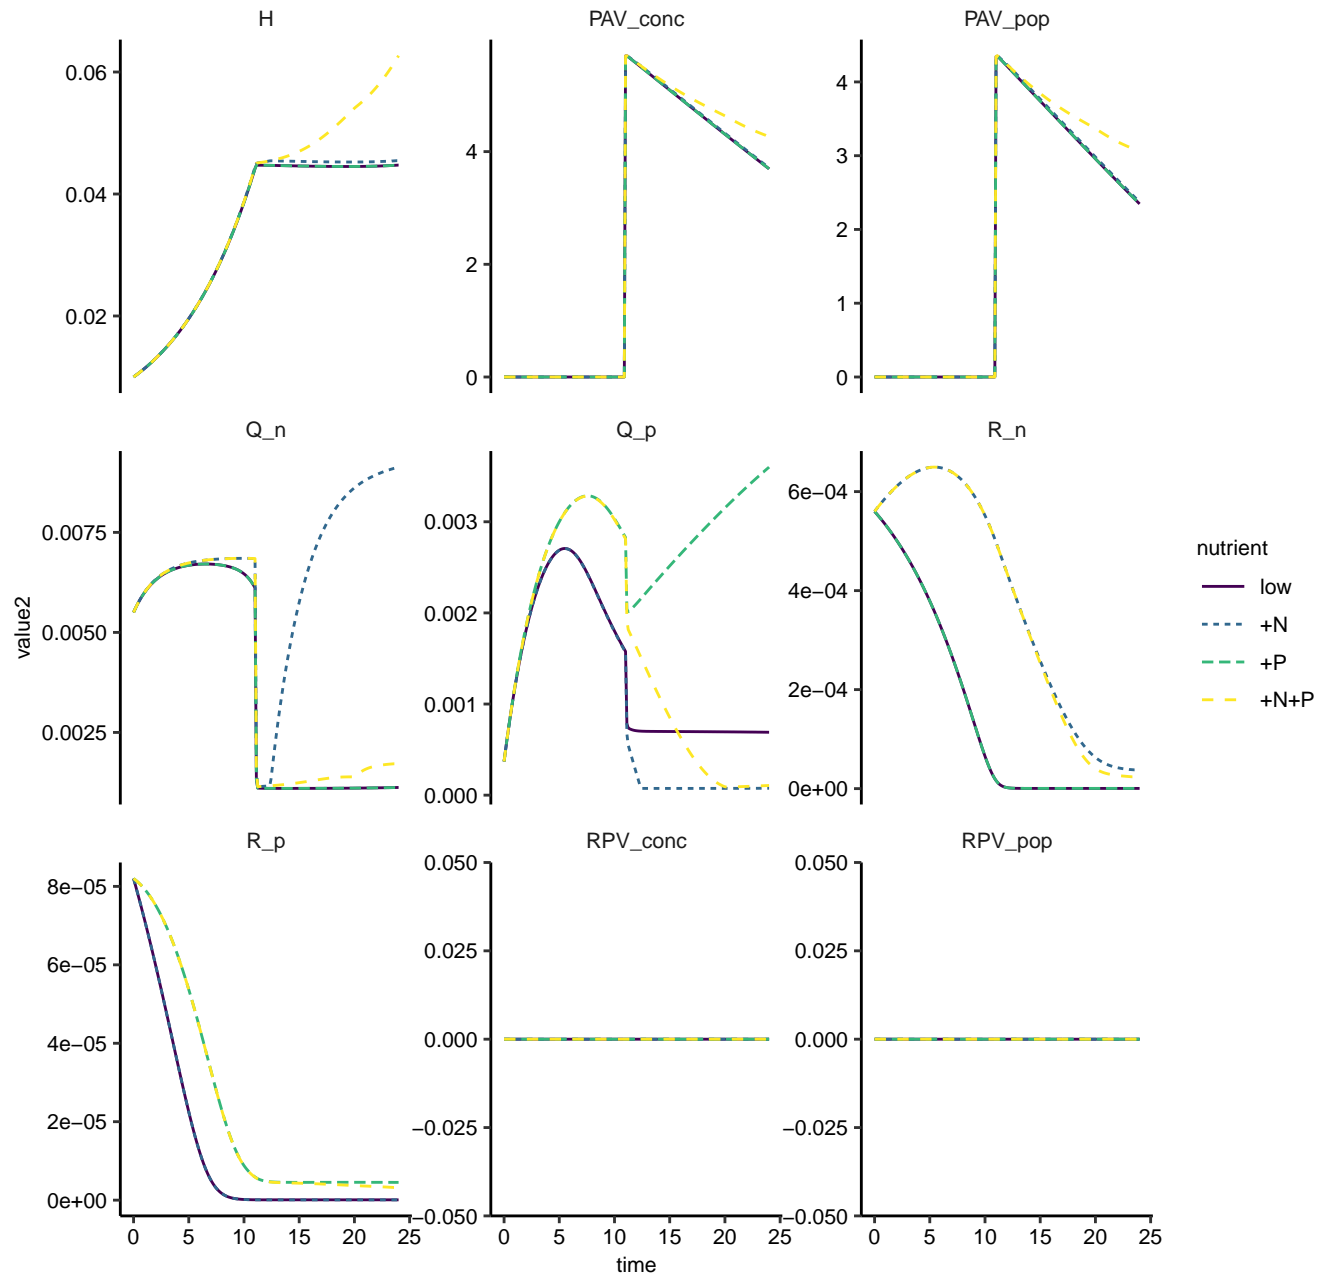 H
PAV_conc
PAV_pop
0.06
0.04
0.02
4
2
0
4
3
2
1
0
Q_n
Q_p
R_n
0.0075
0.0050
0.0025
0.003
0.002
0.001
0.000
6e−04
4e−04
2e−04
0e+00
value2
nutrient
low
+N
+P
+N+P
R_p
RPV_conc
RPV_pop
8e−05
6e−05
4e−05
2e−05
0e+00
0.050
0.025
0.000
−0.025
−0.050
0.050
0.025
0.000
−0.025
−0.050
0 5 10 15 20 25
0 5 10 15 20 25
0 5 10 15 20 25
time